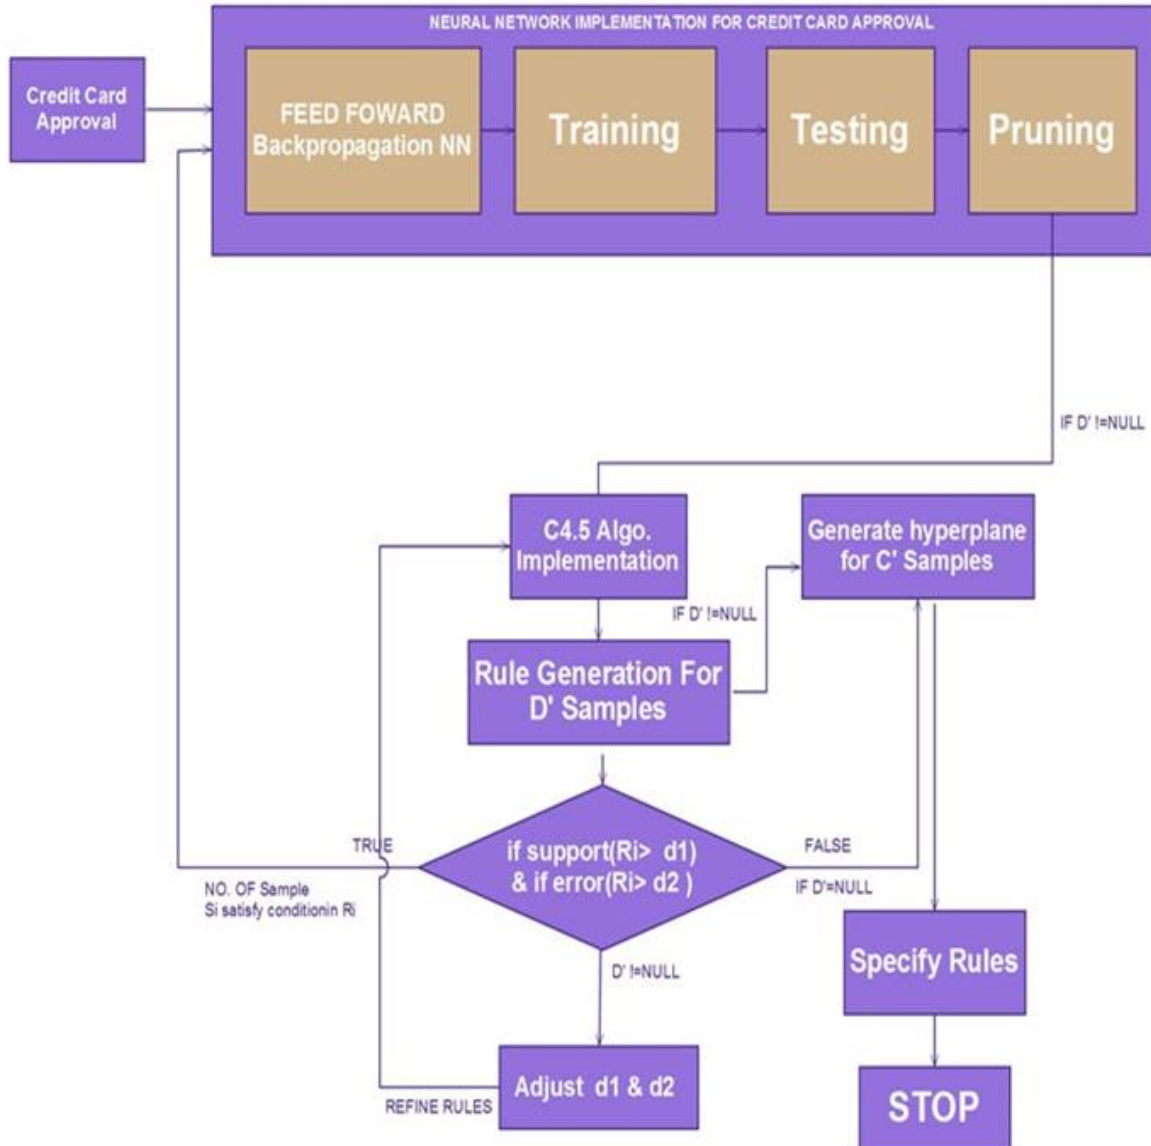 NEURAL NETWORK IMPLEMENTATION FOR CREDIT CARD APPROVAL
Credit Card
Approval
FEED FOWARD
Backpropagation NN
Training
Testing
Pruning
IF D' !=NULL
C4.5 Algo.
Implementation
Generate hyperplane
for C' Samples
IF D' !=NULL
Rule Generation For
D' Samples
TRUE
if support(Ri> d1)
& if error(Ri> d2 )
FALSE
IF D'=NULL
NO. OF Sample
Si satisfy conditionin Ri
D' !=NULL
Specify Rules
Adjust d1 & d2
REFINE RULES
STOP